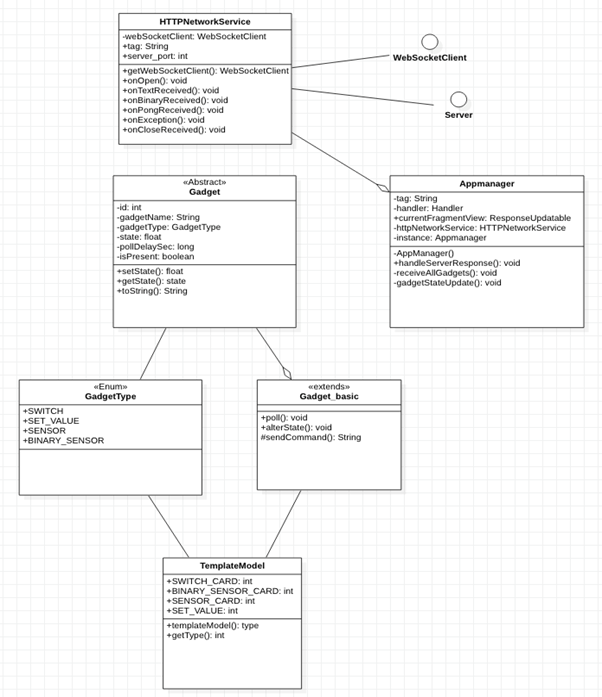 HTTPNetworkService
-webSocketClient: WebSocketClient
+tag: String
+server_port: int
+getWebSocketClient(): WebSocketClient
+onOpen(): void
+onTextReceived(): void
+onBinaryReceived(): void
+onPongReceived(): void
+onException(): void
+onCloseReceived(): void
WebSocketClient
Server
«Abstract»
Gadget
-id: int
-gadgetName: String
-gadgetType: GadgetType
-state: float
-pollDelaySec: long
-isPresent: boolean
+setState(): float
+getState(): state
+toString(): String
Appmanager
-tag: String
-handler: Handler
+currentFragmentView: ResponseUpdatable
-httpNetworkService: HTTPNetworkService
-instance: Appmanager
-AppManager()
+handleServerResponse(): void
-receiveAllGadgets(): void
-gadgetStateUpdate(): void
«Enum»
GadgetType
+SWITCH
+SET_VALUE
+SENSOR
+BINARY_SENSOR
«extends»
Gadget_basic
+poll(): void
+alterState(): void
#sendCommand(): String
TemplateModel
+SWITCH_CARD: int
+BINARY_SENSOR_CARD: int
+SENSOR_CARD: int
+SET_VALUE: int
+templateModel(): type
+getType(): int